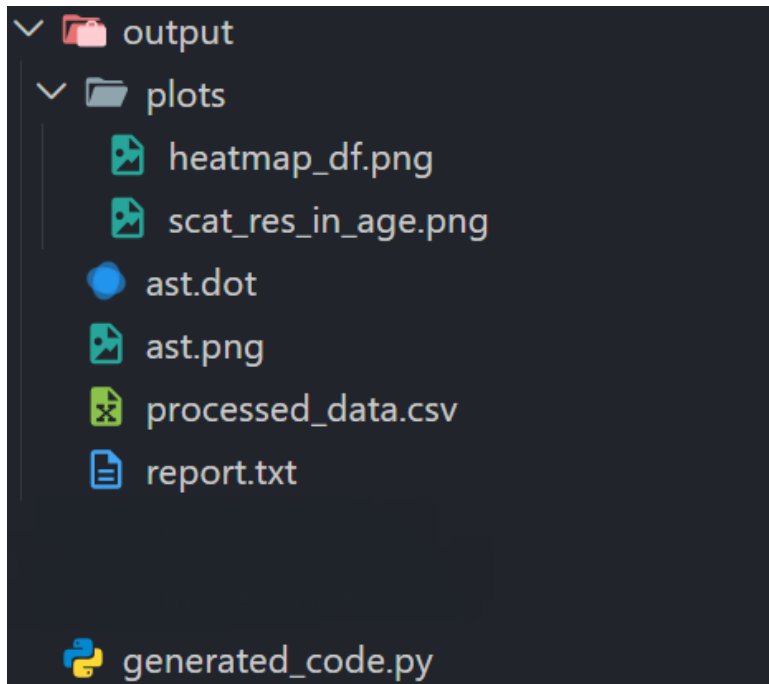 output
plots
heatmap_df.png
scat_res_in_age.png
ast.dot
ast.png
processed_data.csv
report.txt
generated_code.py